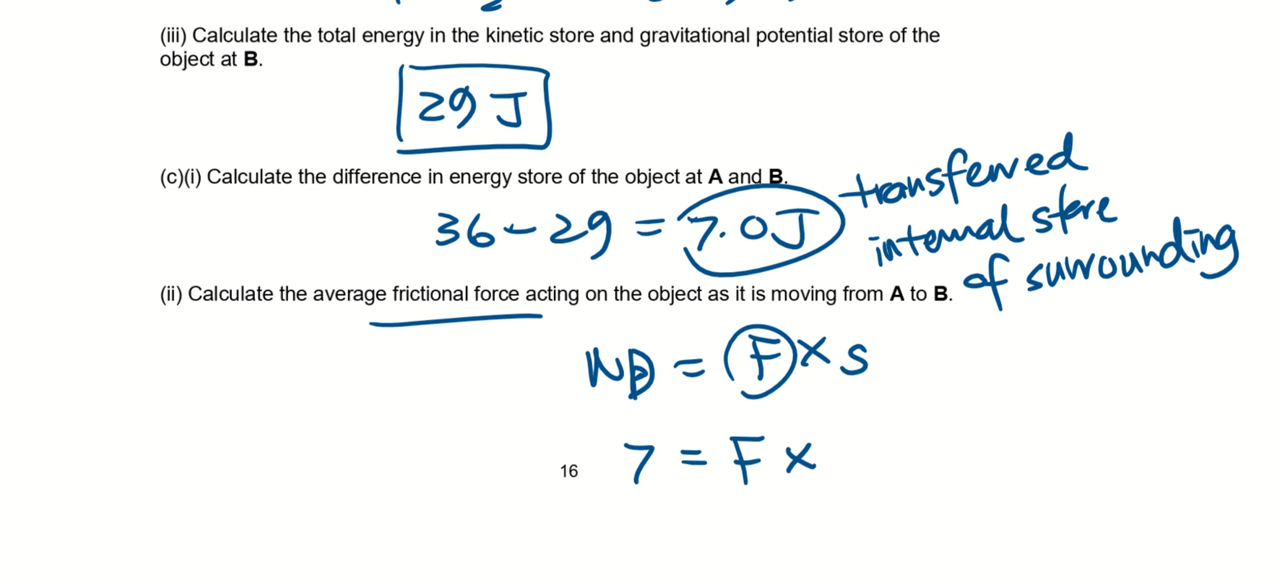 (iii) Calculate the total energy in the kinetic store and gravitational potential store of the
object at B.
29 J
(c)(i) Calculate the difference in energy store of the object at A and B.
36 - 29 = 7.0J
transferred
internal store
of surrounding
(ii) Calculate the average frictional force acting on the object as it is moving from A to B.
WD = F × s
7 = F ×
16